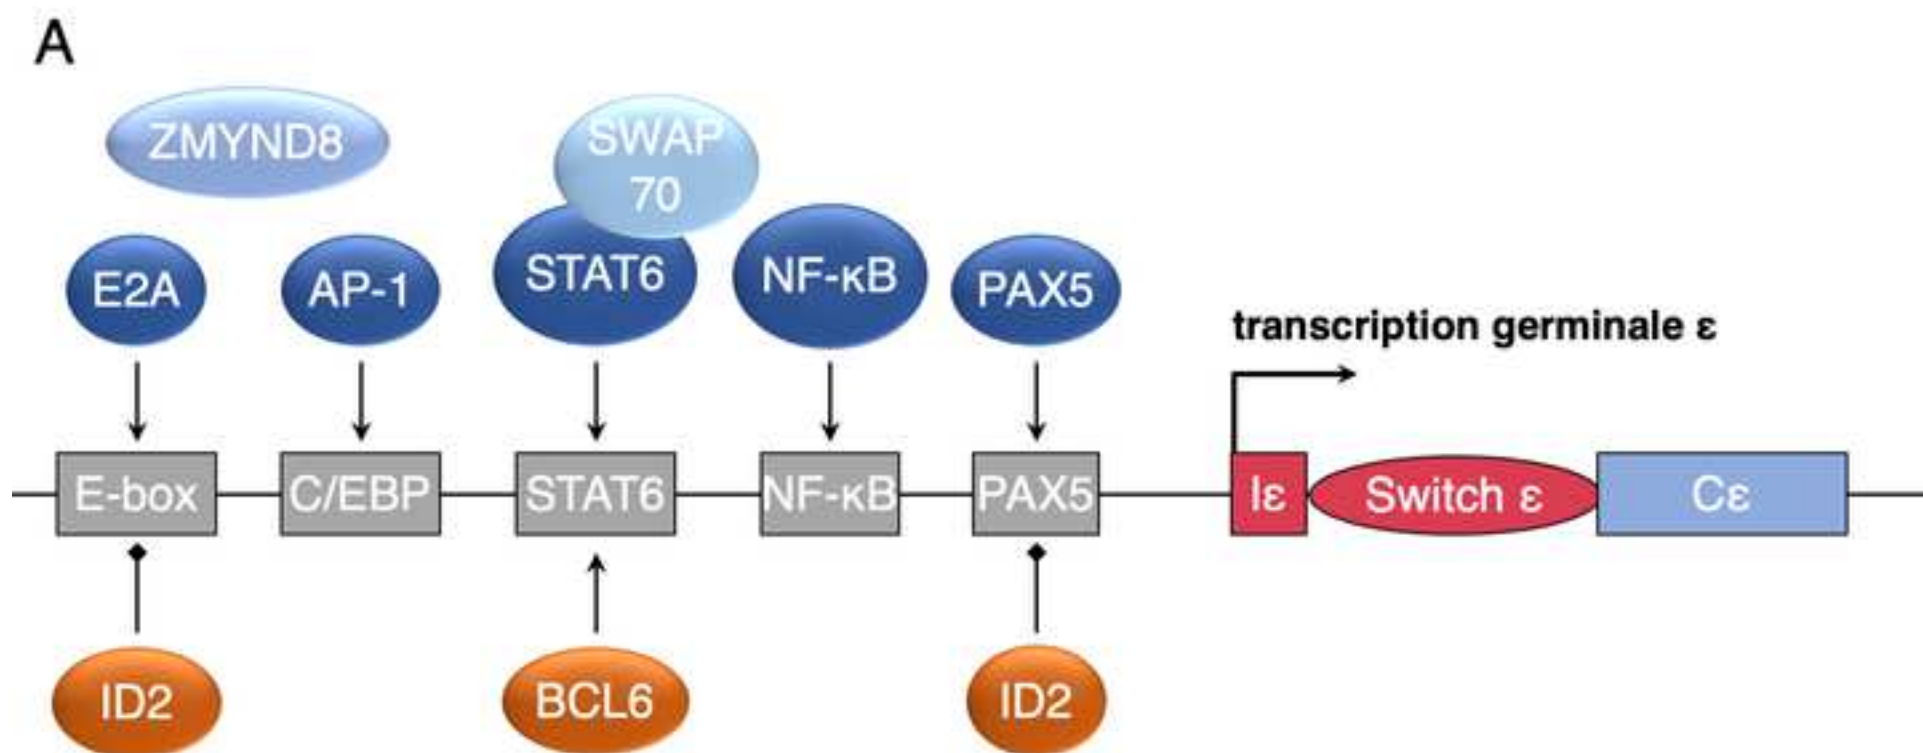 A
ZMYND8
SWAP
70
E2A
AP-1
STAT6
NF-κB
PAX5
transcription germinale ε
E-box
C/EBP
STAT6
NF-κB
PAX5
Iε
Switch ε
Cε
ID2
BCL6
ID2